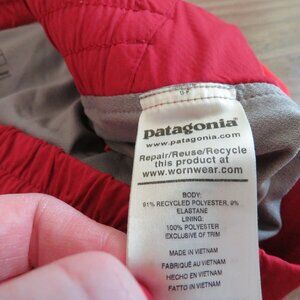 patagonia®
www.patagonia.com
Repair/Reuse/Recycle
this product at
www.wornwear.com
BODY:
91% RECYCLED POLYESTER, 9%
ELASTANE
LINING:
100% POLYESTER
EXCLUSIVE OF TRIM
MADE IN VIETNAM
FABRIQUÉ AU VIETNAM
HECHO EN VIETNAM
FATTO IN VIETNAM